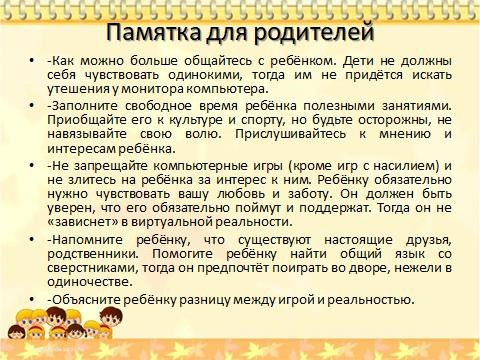 Памятка для родителей
• -Как можно больше общайтесь с ребёнком. Дети не должны
себя чувствовать одинокими, тогда им не придётся искать
утешения у монитора компьютера.
• -Заполните свободное время ребёнка полезными занятиями.
Приобщайте его к культуре и спорту, но будьте осторожны, не
навязывайте свою волю. Прислушивайтесь к мнению и
интересам ребёнка.
• -Не запрещайте компьютерные игры (кроме игр с насилием) и
не злитесь на ребёнка за интерес к ним. Ребёнку обязательно
нужно чувствовать вашу любовь и заботу. Он должен быть
уверен, что его обязательно поймут и поддержат. Тогда он не
«зависнет» в виртуальной реальности.
• -Напомните ребёнку, что существуют настоящие друзья,
родственники. Помогите ребёнку найти общий язык со
сверстниками, тогда он предпочтёт поиграть во дворе, нежели в
одиночестве.
• -Объясните ребёнку разницу между игрой и реальностью.